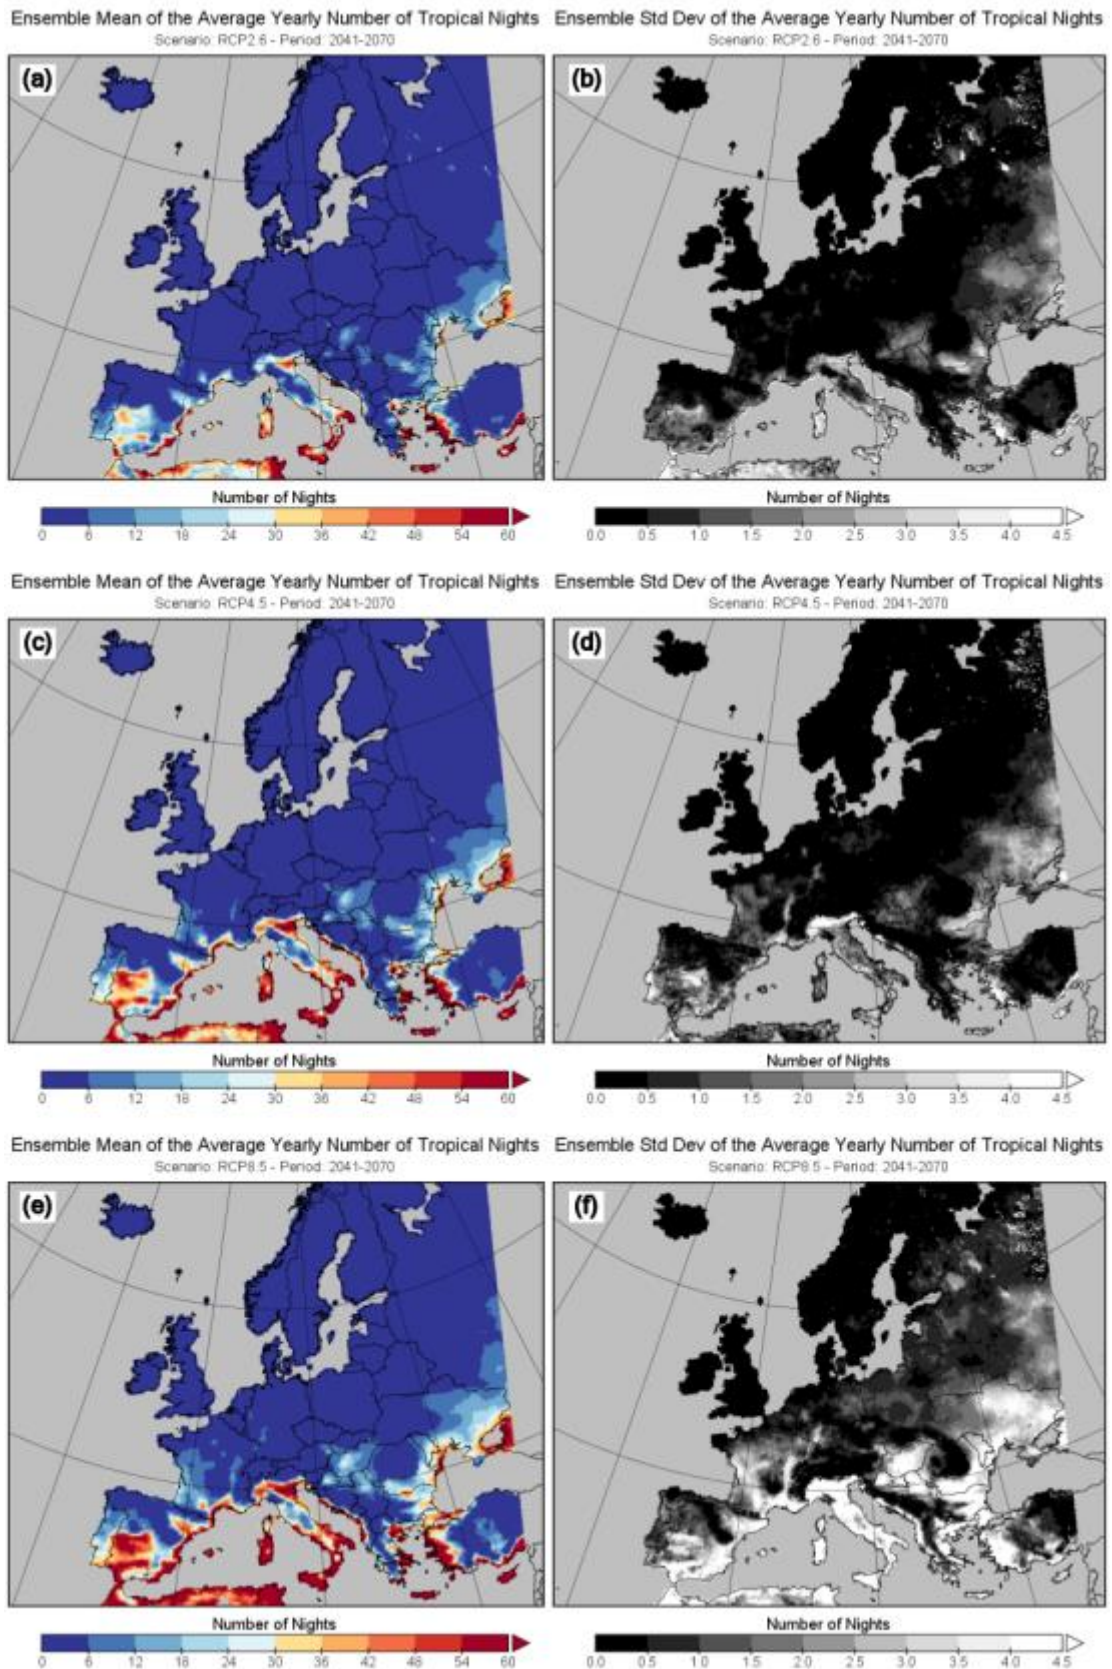 Ensemble Mean of the Average Yearly Number of Tropical Nights
Scenario: RCP2.6 - Period: 2041-2070
(a)
Number of Nights
0 6 12 18 24 30 36 42 48 54 60
Ensemble Std Dev of the Average Yearly Number of Tropical Nights
Scenario: RCP2.6 - Period: 2041-2070
(b)
Number of Nights
0.0 0.5 1.0 1.5 2.0 2.5 3.0 3.5 4.0 4.5
Ensemble Mean of the Average Yearly Number of Tropical Nights
Scenario: RCP4.5 - Period: 2041-2070
(c)
Number of Nights
0 6 12 18 24 30 36 42 48 54 60
Ensemble Std Dev of the Average Yearly Number of Tropical Nights
Scenario: RCP4.5 - Period: 2041-2070
(d)
Number of Nights
0.0 0.5 1.0 1.5 2.0 2.5 3.0 3.5 4.0 4.5
Ensemble Mean of the Average Yearly Number of Tropical Nights
Scenario: RCP8.5 - Period: 2041-2070
(e)
Number of Nights
0 6 12 18 24 30 36 42 48 54 60
Ensemble Std Dev of the Average Yearly Number of Tropical Nights
Scenario: RCP8.5 - Period: 2041-2070
(f)
Number of Nights
0.0 0.5 1.0 1.5 2.0 2.5 3.0 3.5 4.0 4.5